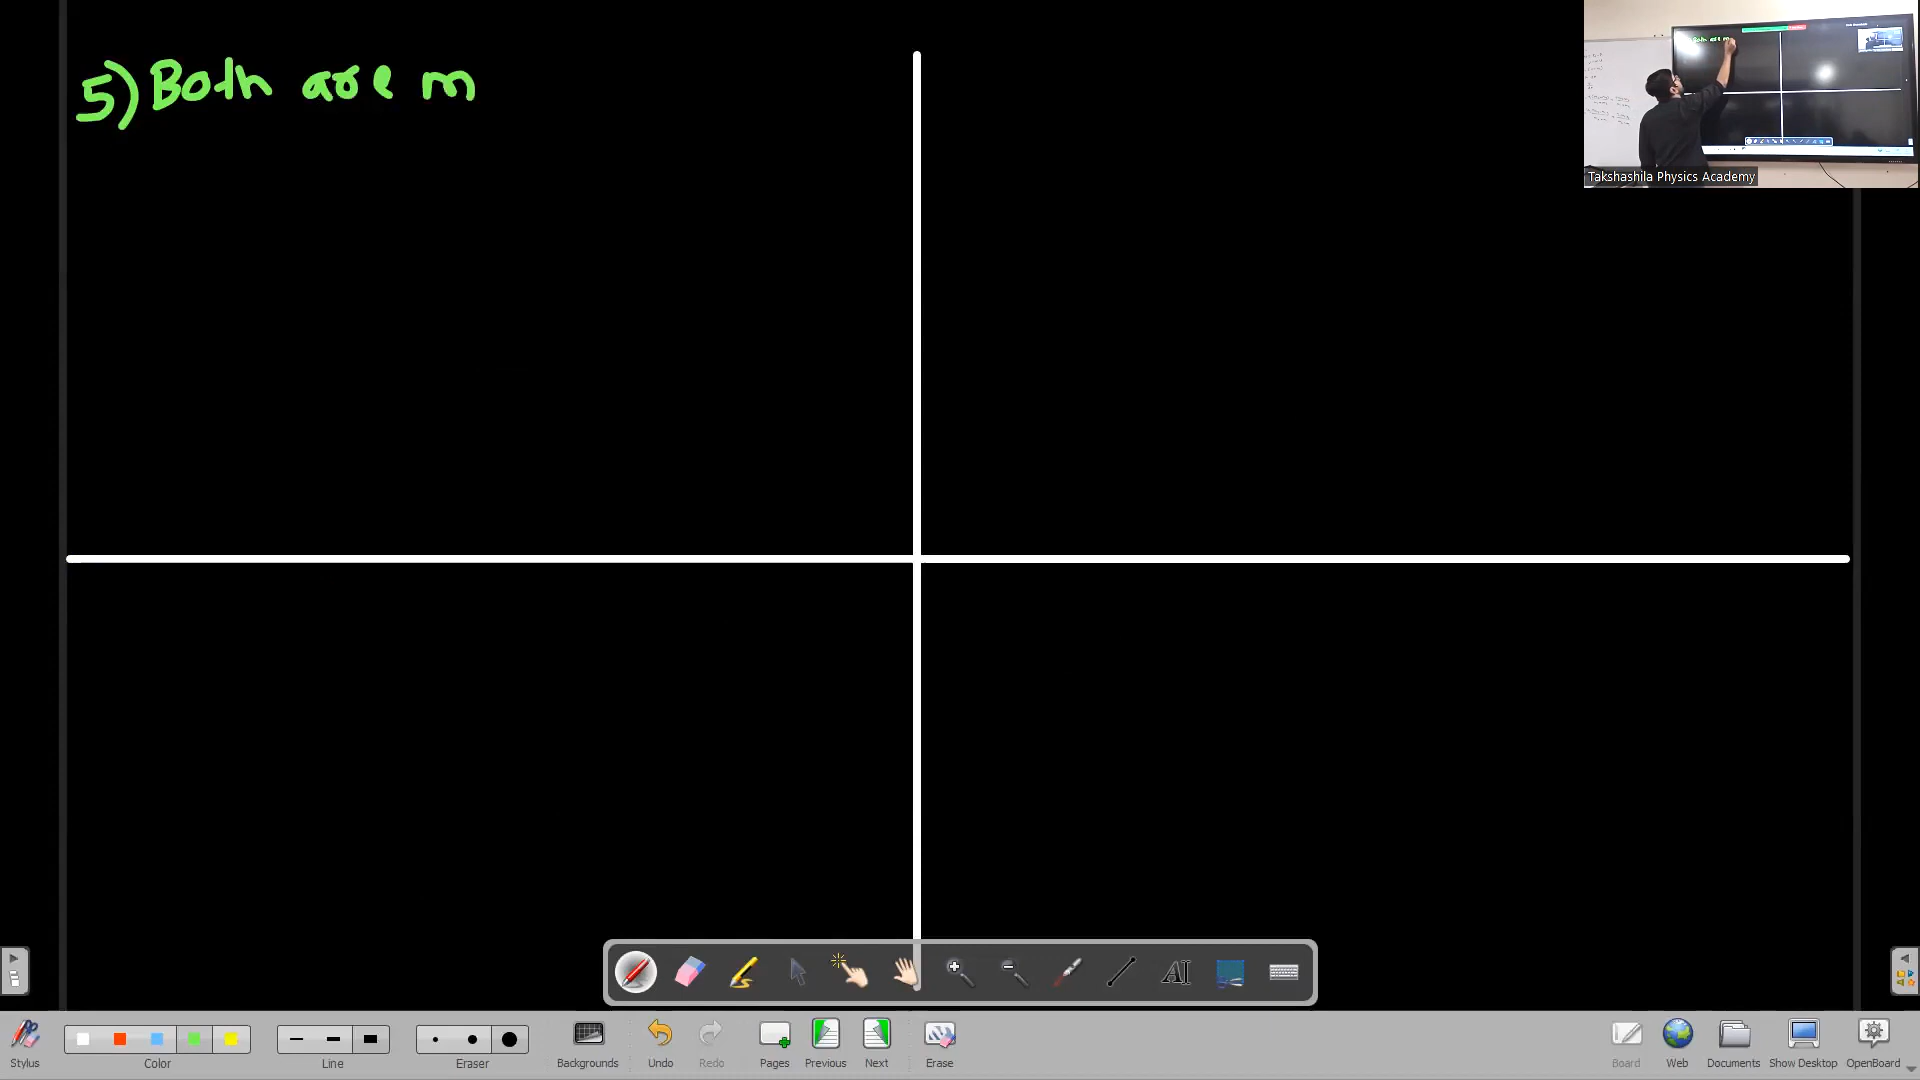 5) Both are m
Takshashila Physics Academy
AI
Stylus
Color
Line
Eraser
Backgrounds
Undo
Redo
Pages
Previous
Next
Erase
Board
Web
Documents
Show Desktop
OpenBoard